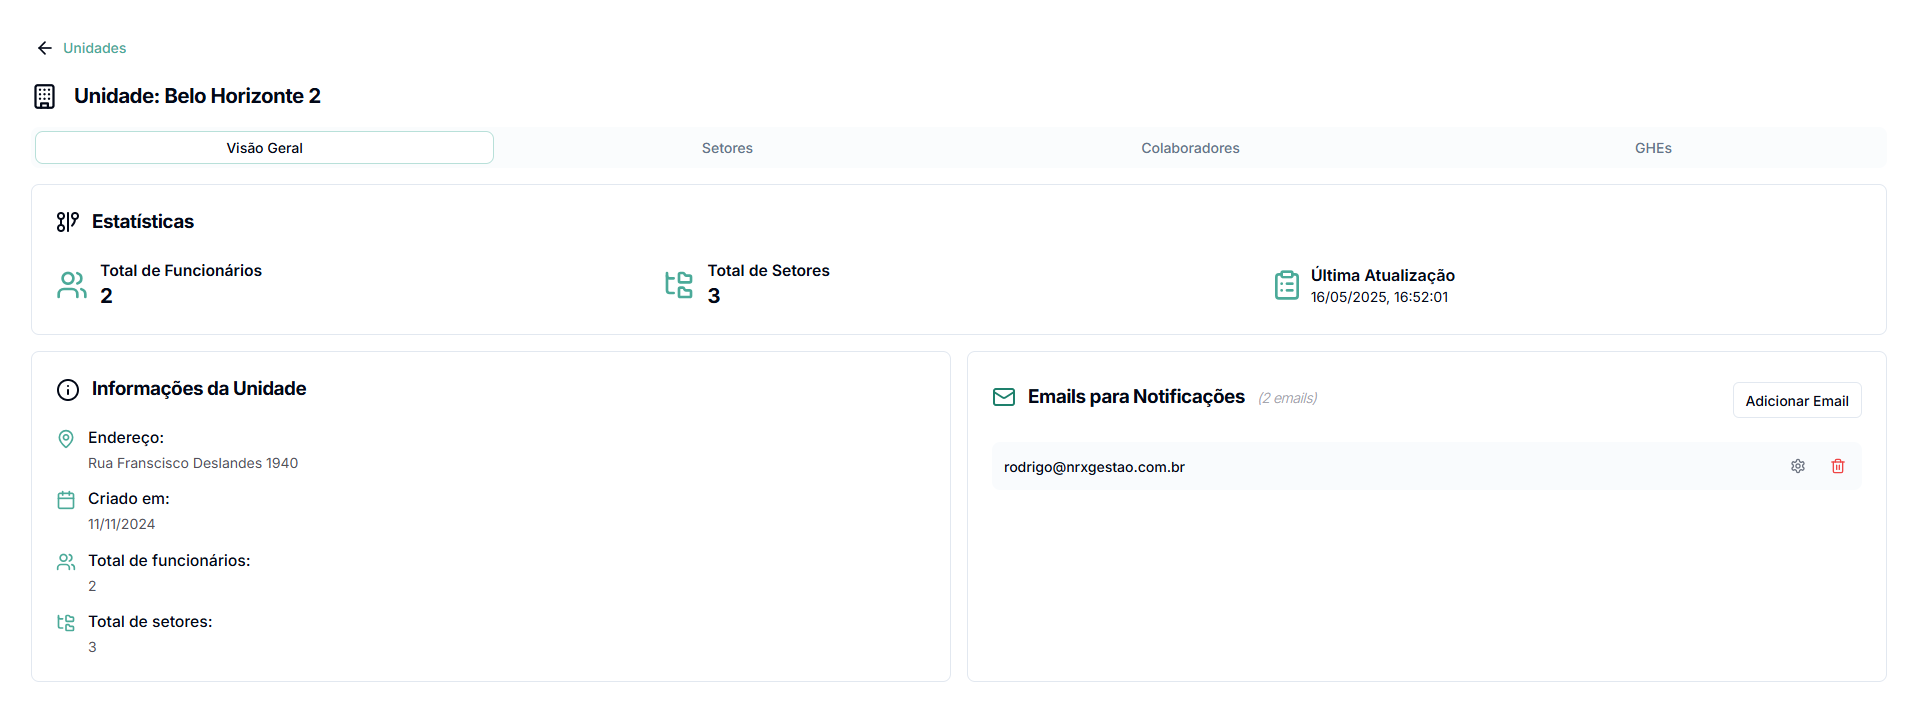 Unidades
Unidade: Belo Horizonte 2
Visão Geral
Setores
Colaboradores
GHEs
Estatísticas
Total de Funcionários
2
Total de Setores
3
Última Atualização
16/05/2025, 16:52:01
Informações da Unidade
Endereço:
Rua Franscisco Deslandes 1940
Criado em:
11/11/2024
Total de funcionários:
2
Total de setores:
3
Emails para Notificações (2 emails)
Adicionar Email
rodrigo@nrxgestao.com.br